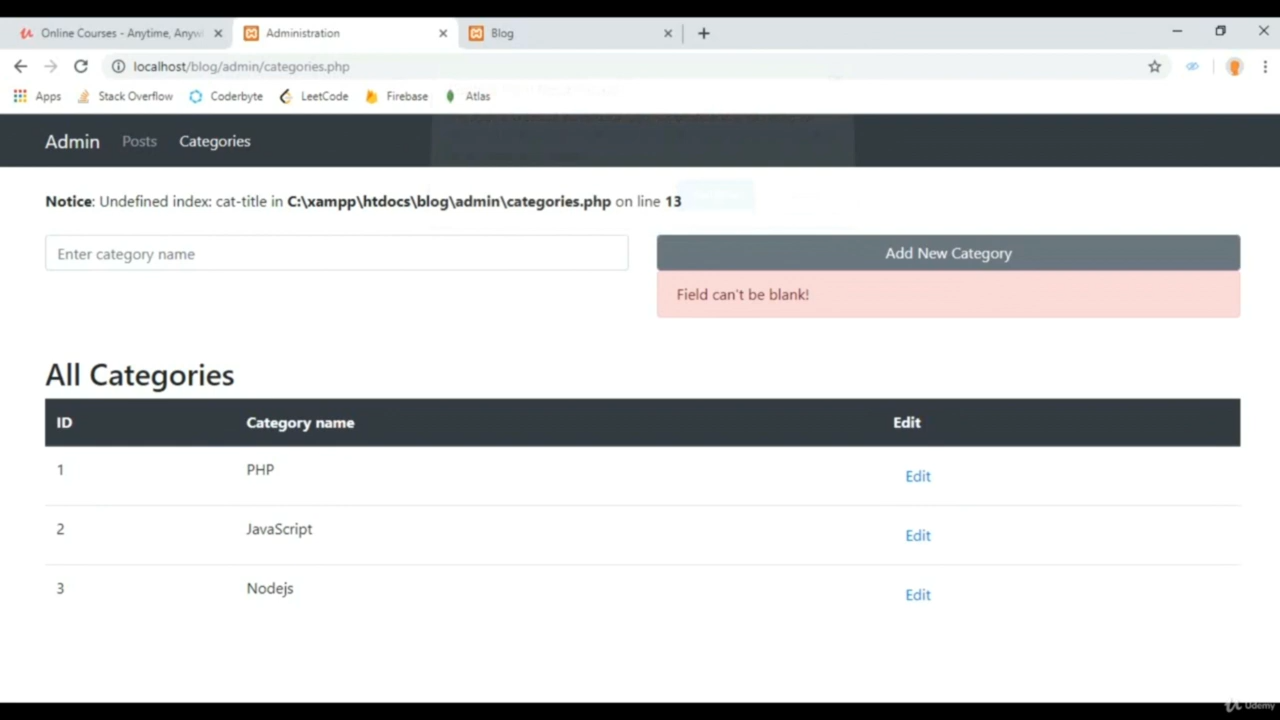 Online Courses - Anytime, Anywh
Administration
Blog
localhost/blog/admin/categories.php
Apps
Stack Overflow
Coderbyte
LeetCode
Firebase
Atlas
Admin
Posts
Categories
Notice: Undefined index: cat-title in C:\xampp\htdocs\blog\admin\categories.php on line 13
Enter category name
Add New Category
Field can't be blank!
All Categories
ID Category name Edit
1 PHP Edit
2 JavaScript Edit
3 Nodejs Edit
Udemy